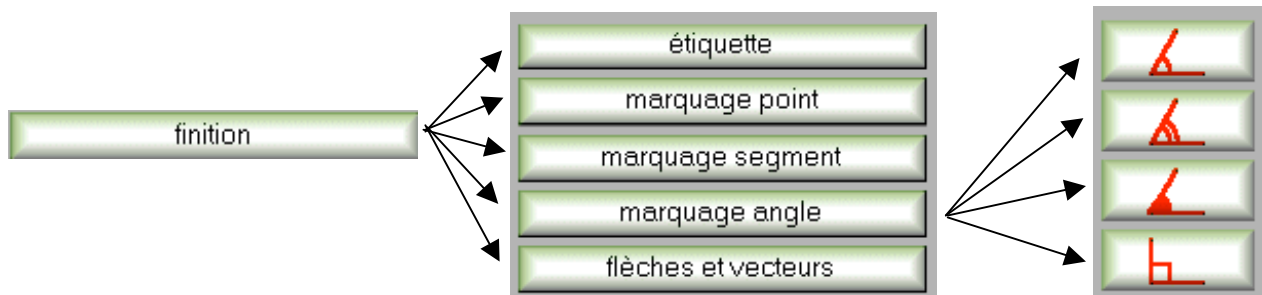 finition
étiquette
marquage point
marquage segment
marquage angle
flèches et vecteurs